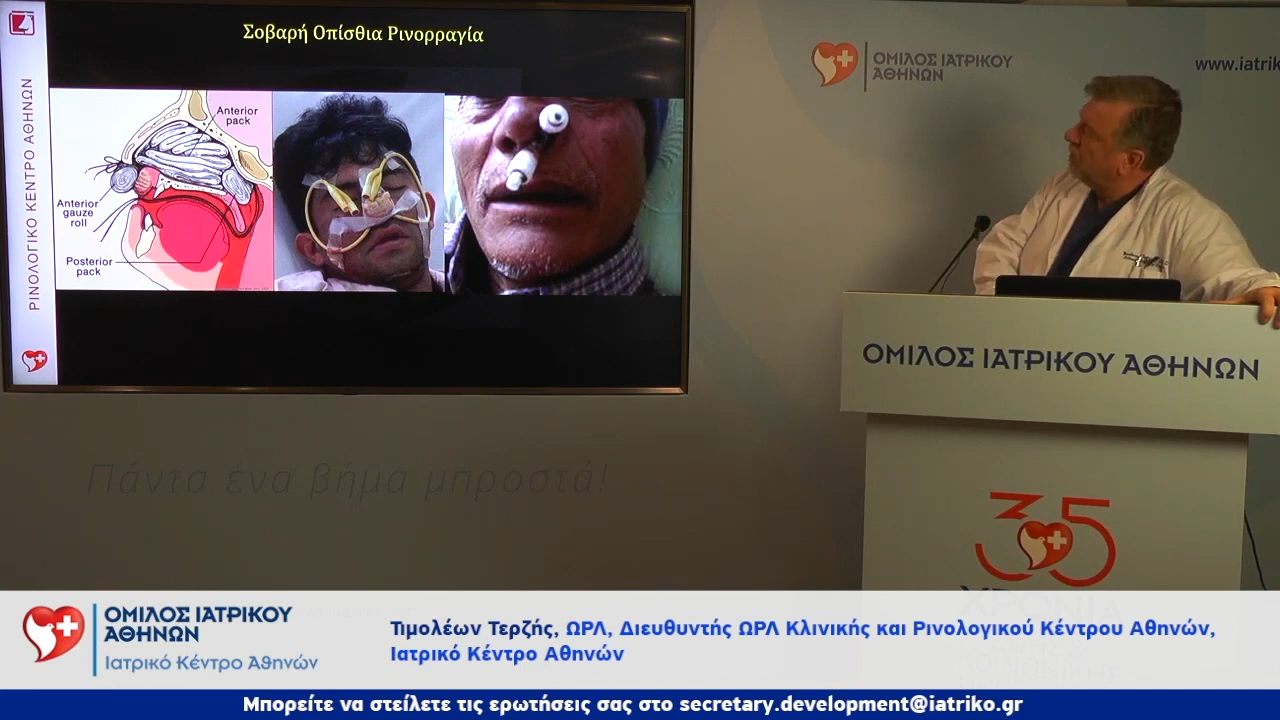 Σοβαρή Οπίσθια Ρινορραγία
ΡΙΝΟΛΟΓΙΚΟ ΚΕΝΤΡΟ ΑΘΗΝΩΝ
Anterior
pack
Anterior
gauze
roll
Posterior
pack
ΟΜΙΛΟΣ ΙΑΤΡΙΚΟΥ
ΑΘΗΝΩΝ
www.iatrik
ΟΜΙΛΟΣ ΙΑΤΡΙΚΟΥ ΑΘΗΝΩΝ
Πάντα ένα βήμα μπροστά!
35
ΧΡΟΝΙΑ
ΟΜΙΛΟΣ ΙΑΤΡΙΚΟΥ
ΑΘΗΝΩΝ
Ιατρικό Κέντρο Αθηνών
Τιμολέων Τερζής, ΩΡΛ, Διευθυντής ΩΡΛ Κλινικής και Ρινολογικού Κέντρου Αθηνών,
Ιατρικό Κέντρο Αθηνών
Μπορείτε να στείλετε τις ερωτήσεις σας στο secretary.development@iatriko.gr